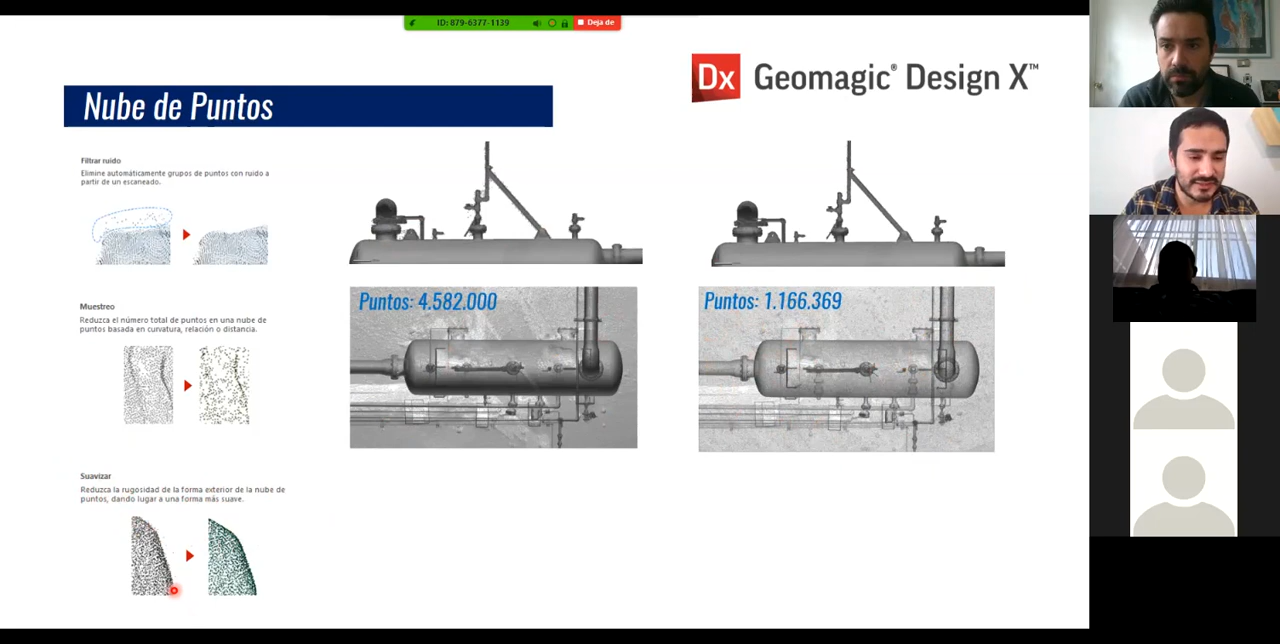 ID: 879-6377-1139
Deja de
Dx Geomagic® Design X™
Nube de Puntos
Filtrar ruido
Elimine automáticamente grupos de puntos con ruido a
partir de un escaneado.
Puntos: 4.582.000
Puntos: 1.166.369
Muestreo
Reduzca el número total de puntos en una nube de
puntos basada en curvatura, relación o distancia.
Suavizar
Reduzca la rugosidad de la forma exterior de la nube de
puntos, dando lugar a una forma más suave.